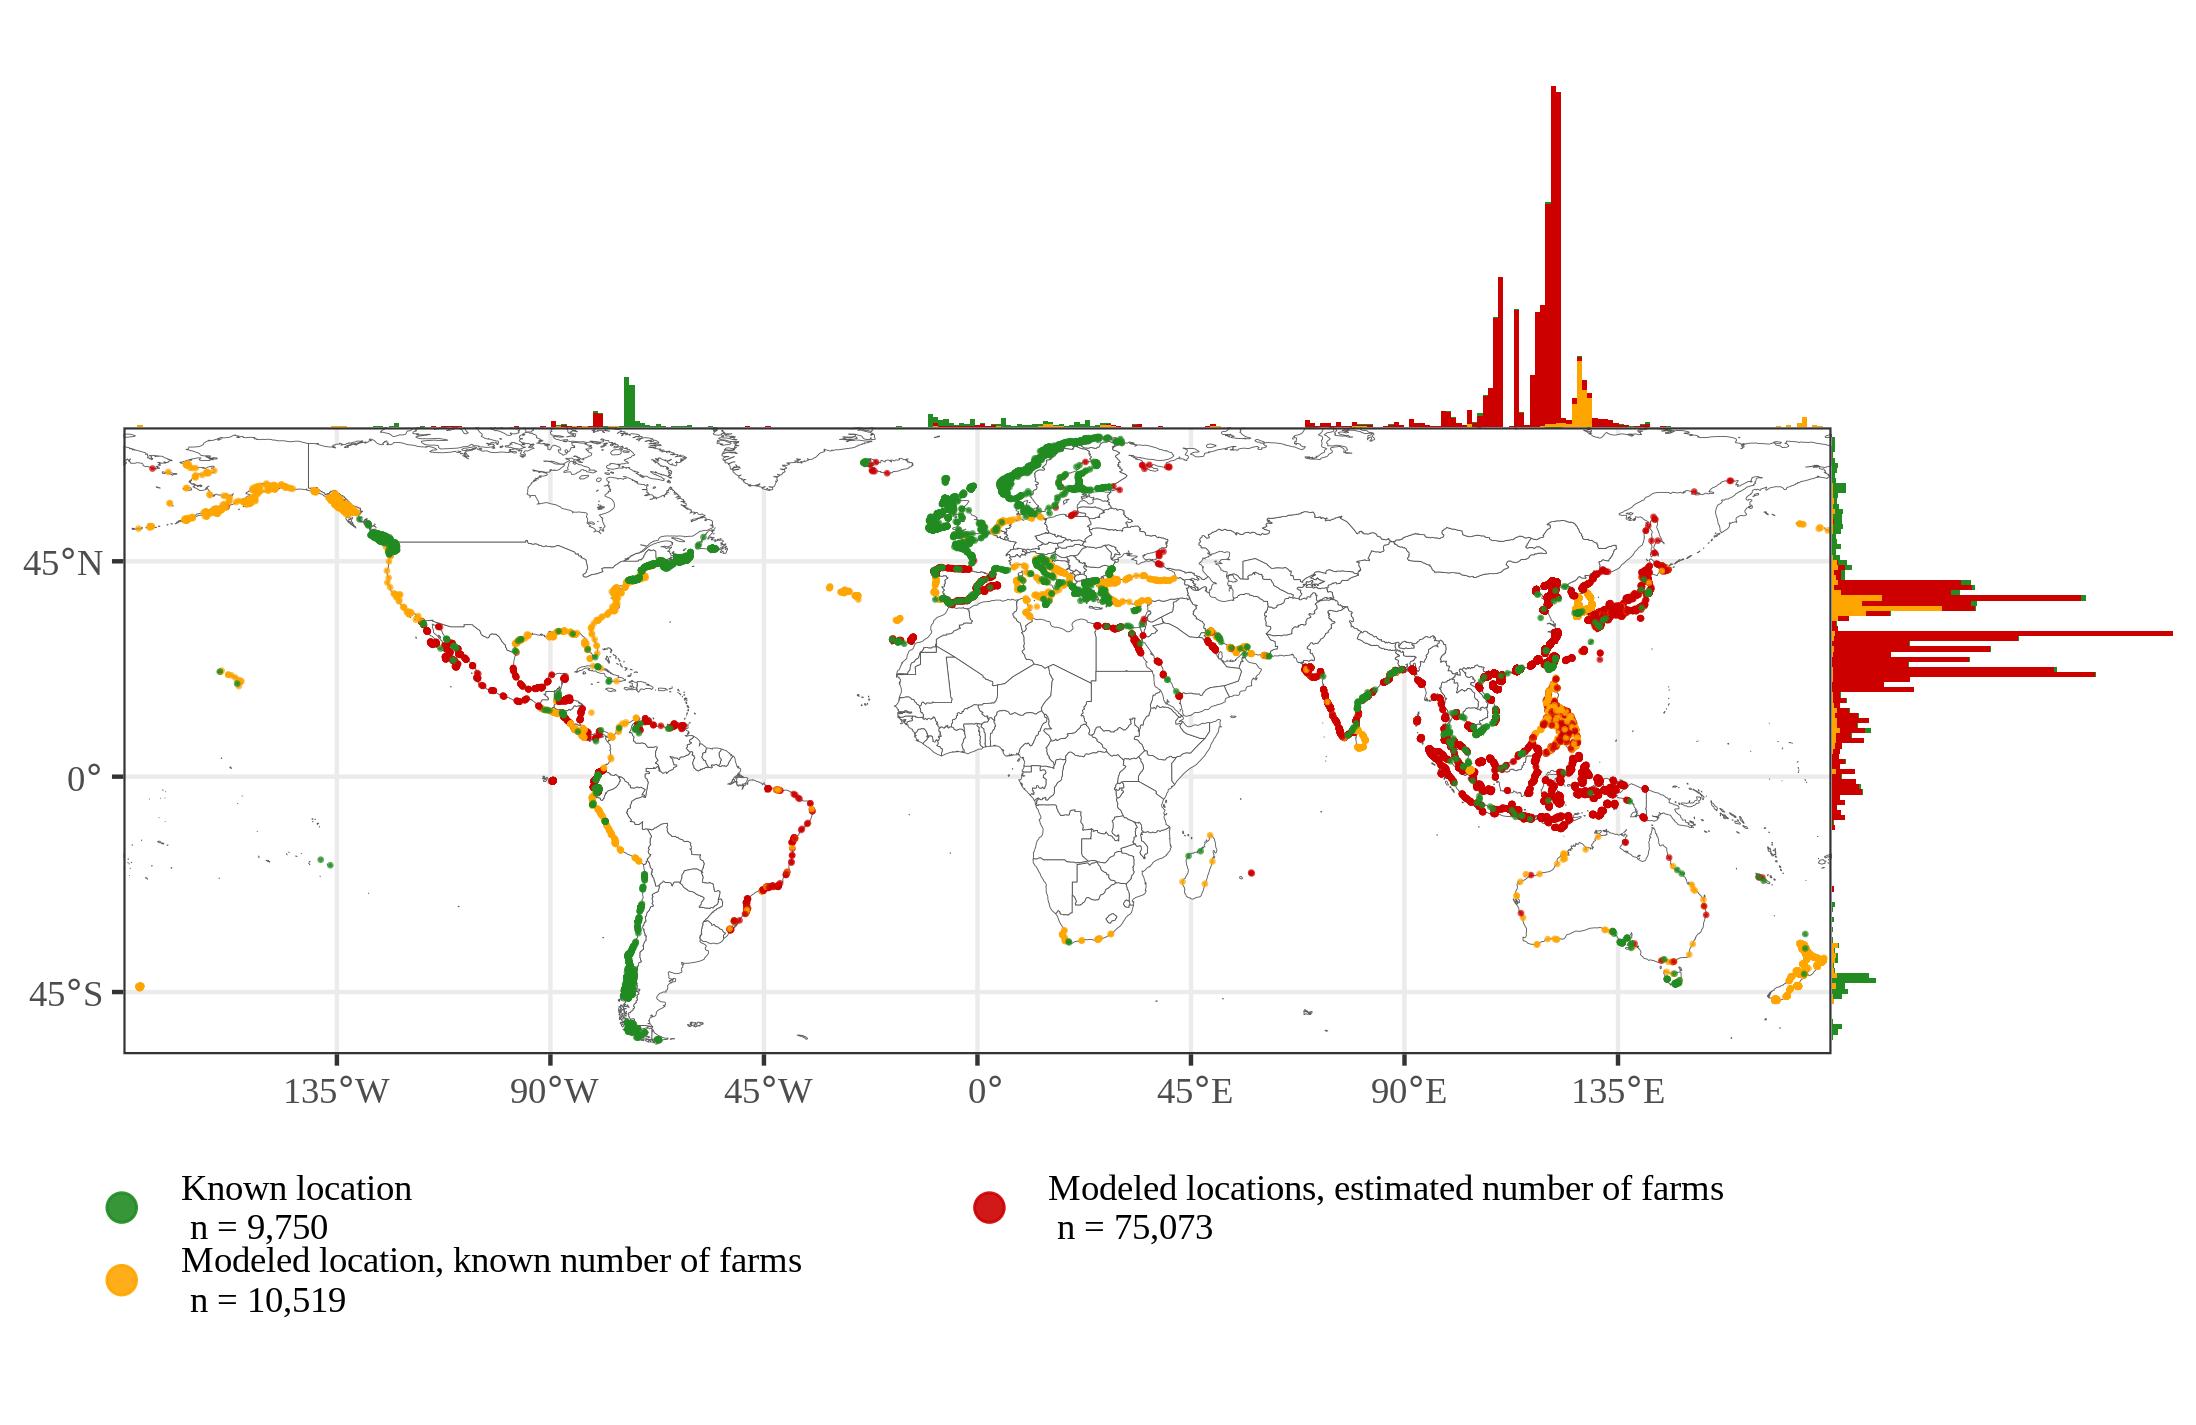 45°N
0°
45°S
135°W
90°W
45°W
0°
45°E
90°E
135°E
Known location
n = 9,750
Modeled location, known number of farms
n = 10,519
Modeled locations, estimated number of farms
n = 75,073